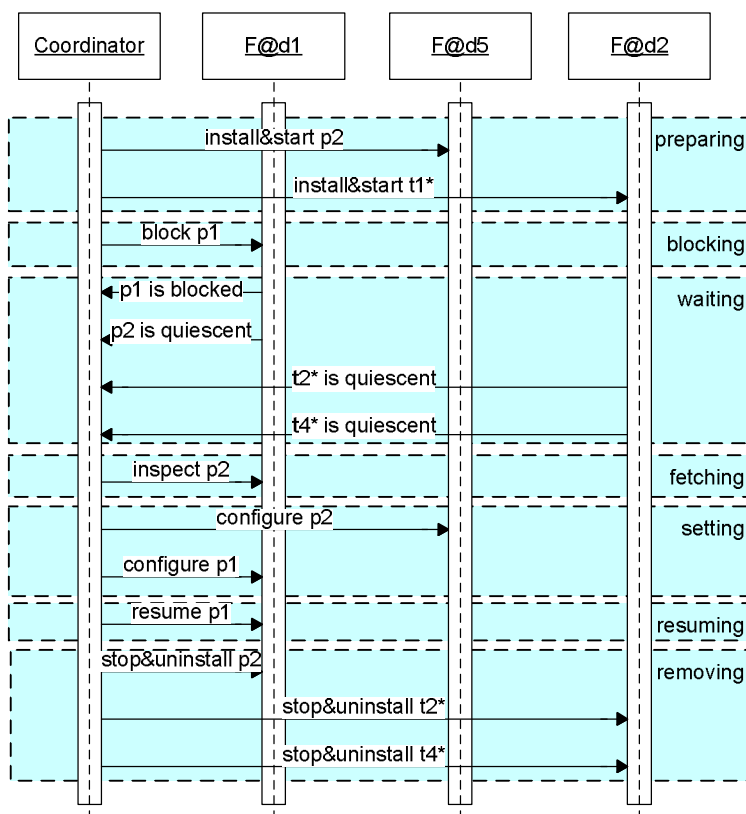 Coordinator
F@d1
F@d5
F@d2
install&start p2
preparing
install&start t1*
block p1
blocking
p1 is blocked
waiting
p2 is quiescent
t2* is quiescent
t4* is quiescent
inspect p2
fetching
configure p2
setting
configure p1
resume p1
resuming
stop&uninstall p2
removing
stop&uninstall t2*
stop&uninstall t4*